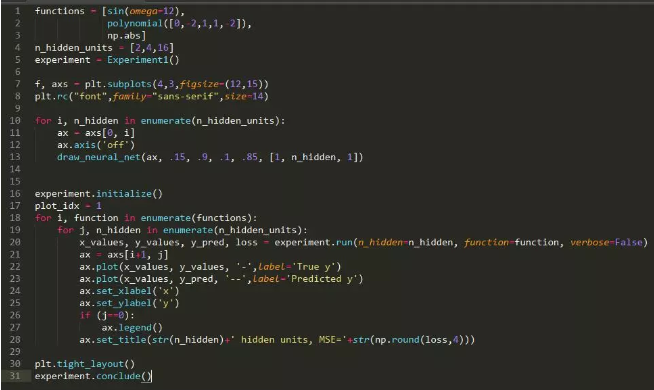 1 functions = [sin(omega=12),
2 polynomial([0,-2,1,1,-2]),
3 np.abs]
4 n_hidden_units = [2,4,16]
5 experiment = Experiment1()
6
7 f, axs = plt.subplots(4,3,figsize=(12,15))
8 plt.rc("font",family="sans-serif",size=14)
9
10 for i, n_hidden in enumerate(n_hidden_units):
11 ax = axs[0, i]
12 ax.axis('off')
13 draw_neural_net(ax, .15, .9, .1, .85, [1, n_hidden, 1])
14
15
16 experiment.initialize()
17 plot_idx = 1
18 for i, function in enumerate(functions):
19 for j, n_hidden in enumerate(n_hidden_units):
20 x_values, y_values, y_pred, loss = experiment.run(n_hidden=n_hidden, function=function, verbose=False)
21 ax = axs[i+1, j]
22 ax.plot(x_values, y_values, '-',label='True y')
23 ax.plot(x_values, y_pred, '--',label='Predicted y')
24 ax.set_xlabel('x')
25 ax.set_ylabel('y')
26 if (j==0):
27 ax.legend()
28 ax.set_title(str(n_hidden)+' hidden units, MSE='+str(np.round(loss,4)))
29
30 plt.tight_layout()
31 experiment.conclude()